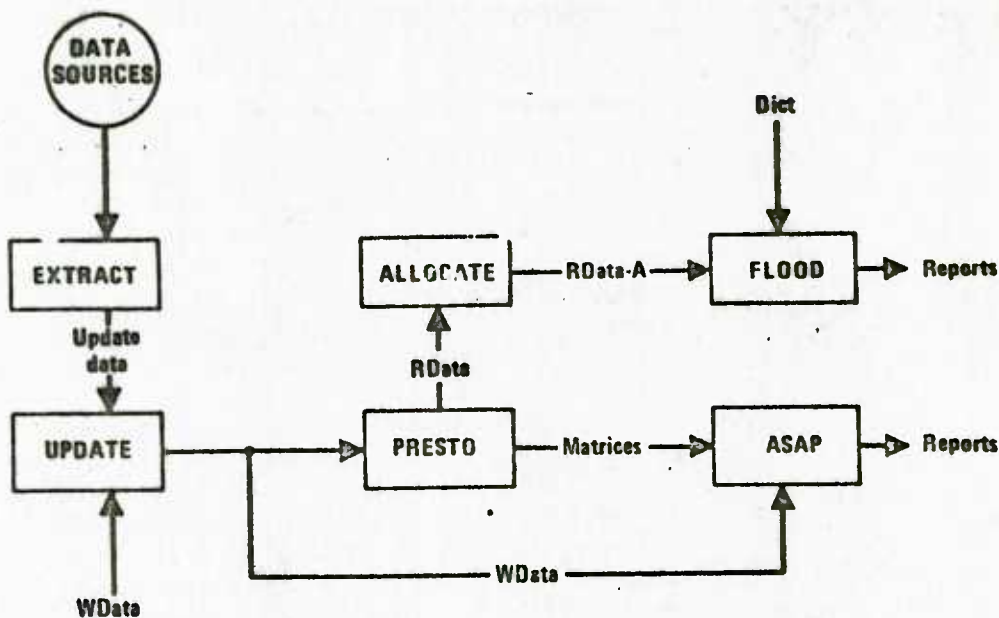 DATA
SOURCES
Dict
EXTRACT
ALLOCATE
RData-A
FLOOD
Reports
Update
data
RData
UPDATE
PRESTO
Matrices
ASAP
Reports
WData
WData